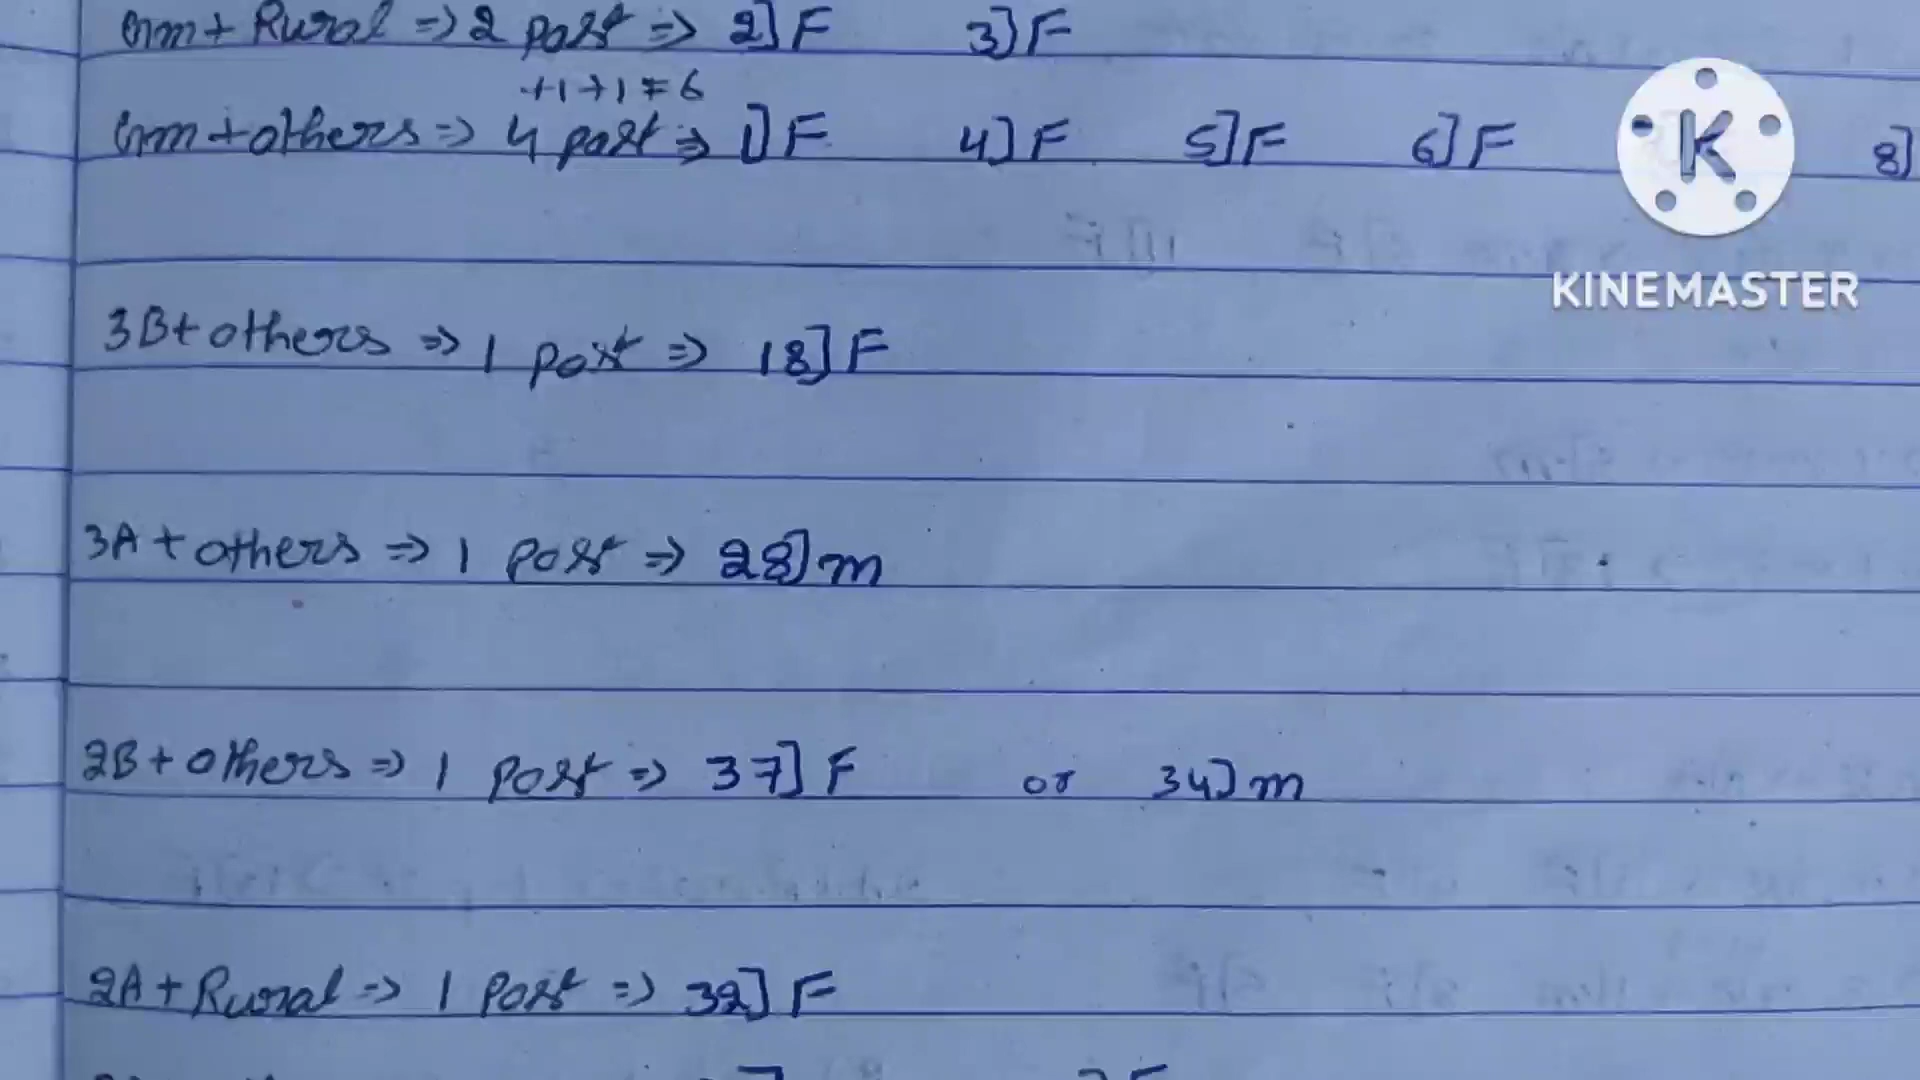 Gm + Rural => 2 post => 2] F 3] F
+1 +1 = 6
Gm + others => 4 post => 1] F 4] F 5] F 6] F 8]
K
KINEMASTER
3B + others => 1 post => 18] F
3A + others => 1 post => 28] m
2B + others => 1 post => 37] F or 34] m
2A + Rural => 1 post => 32] F